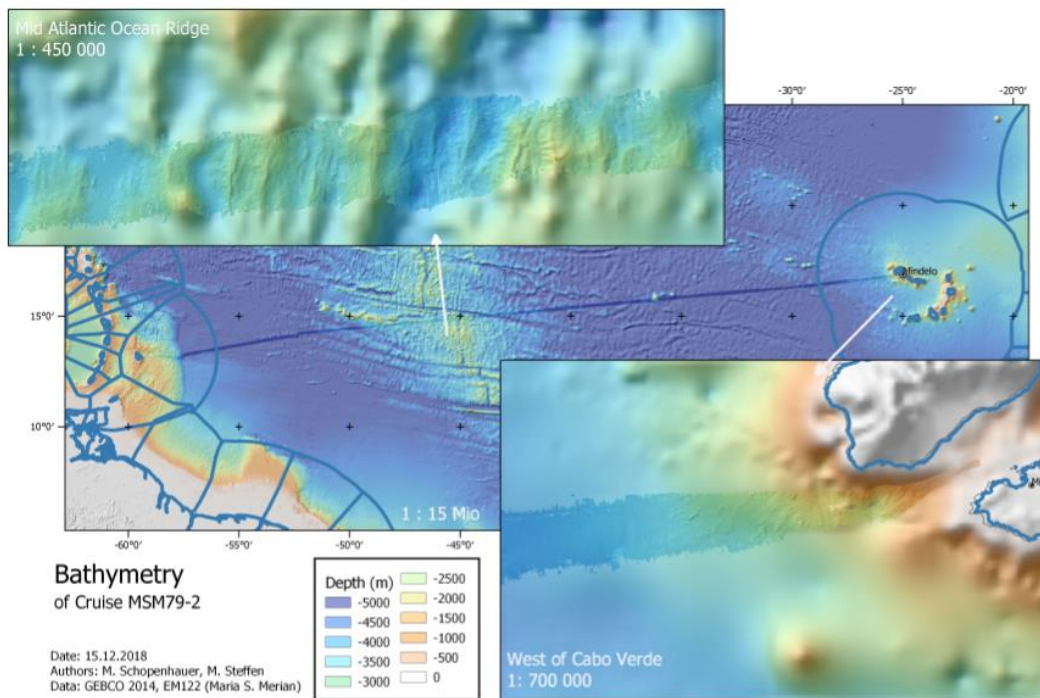 Mid Atlantic Ocean Ridge
1 : 450 000
-30°0' -25°0' -20°0'
Mindelo
15°0'
10°0'
1 : 15 Mio
-60°0' -55°0' -50°0' -45°0'
West of Cabo Verde
1: 700 000
Bathymetry
of Cruise MSM79-2
Date: 15.12.2018
Authors: M. Schopenhauer, M. Steffen
Data: GEBCO 2014, EM122 (Maria S. Merian)
Depth (m)
-5000
-4500
-4000
-3500
-3000
-2500
-2000
-1500
-1000
-500
0